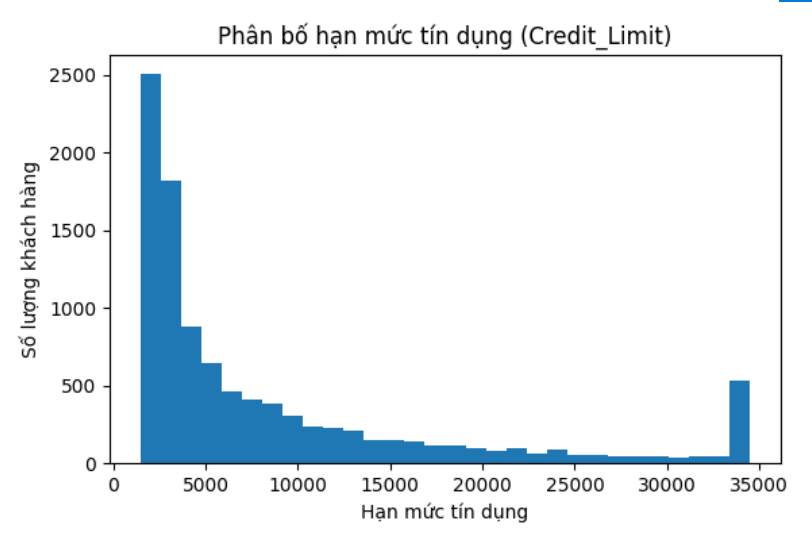 Phân bố hạn mức tín dụng (Credit_Limit)
2500
2000
1500
1000
500
0
Số lượng khách hàng
0 5000 10000 15000 20000 25000 30000 35000
Hạn mức tín dụng